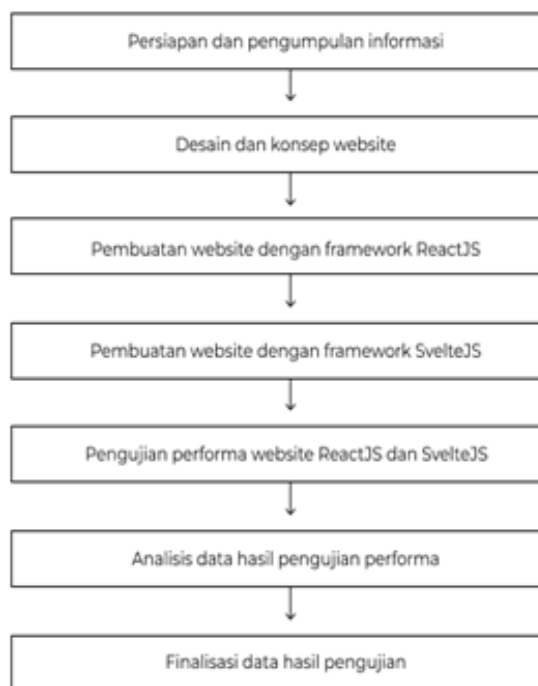 Persiapan dan pengumpulan informasi
Desain dan konsep website
Pembuatan website dengan framework ReactJS
Pembuatan website dengan framework SvelteJS
Pengujian performa website ReactJS dan SvelteJS
Analisis data hasil pengujian performa
Finalisasi data hasil pengujian